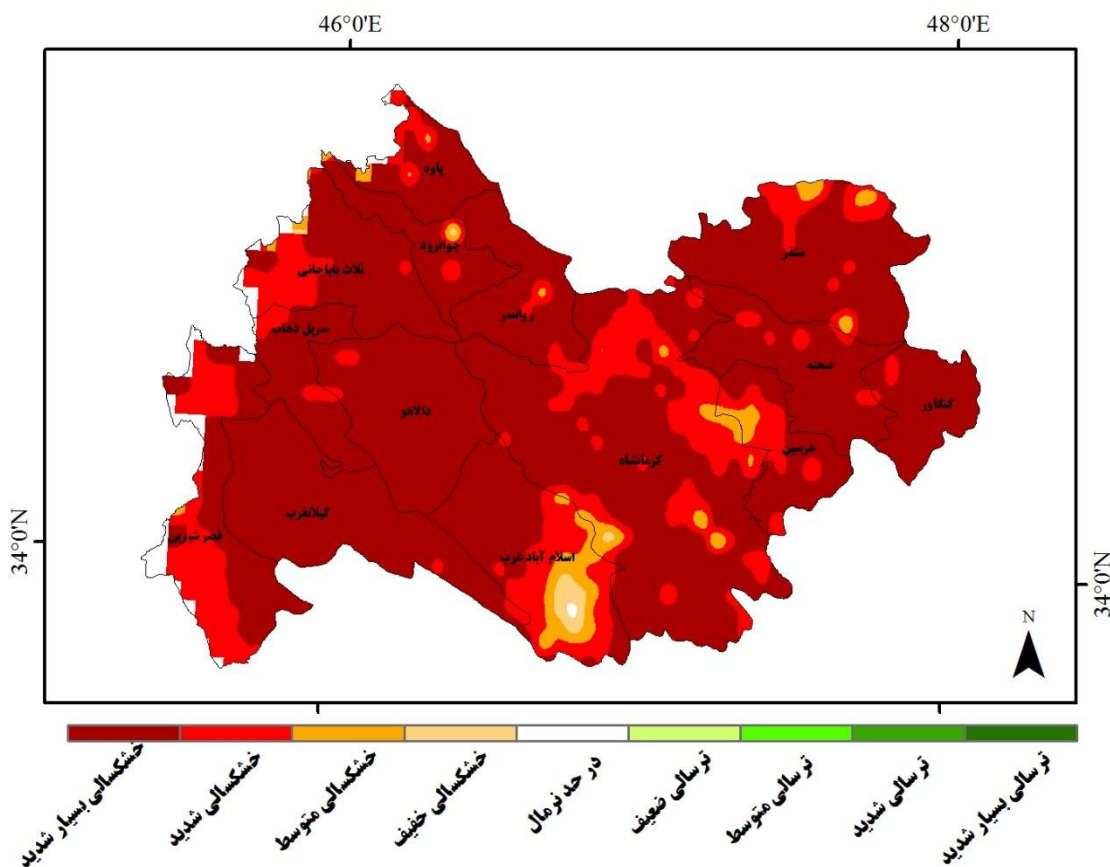 46°0'E
48°0'E
پاوه
جوانرود
سنقر
ثلاث باباجانی
روانسر
سرپل ذهاب
صحنه
کنگاور
دالاهو
هرسین
کرمانشاه
گیلانغرب
قصر شیرین
اسلام آباد غرب
34°0'N
34°0'N
N
خشکسالی بسیار شدید
خشکسالی شدید
خشکسالی متوسط
خشکسالی خفیف
در حد نرمال
ترسالی ضعیف
ترسالی متوسط
ترسالی شدید
ترسالی بسیار شدید